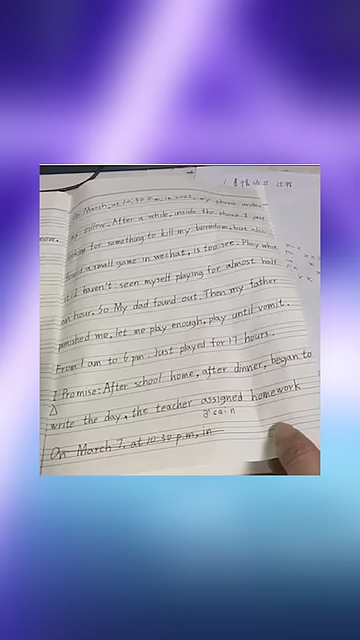 On March, at 10:30 p.m. in 2023, my phone under
my Pillow. After a while, inside the phone I just
looking for something to kill my boredom, but also
found a small game in wechat, is too see. Play what
it. I haven't seen myself playing for almost half
an hour. So My dad found out. Then my father
punished me, let me play enough, play until vomit.
From 1 am to 6 pm. Just played for 17 hours.
I Promise: After school home, after dinner, began to
write the day, the teacher assigned homework
On March 7, at 10:30 p.m, in
now.